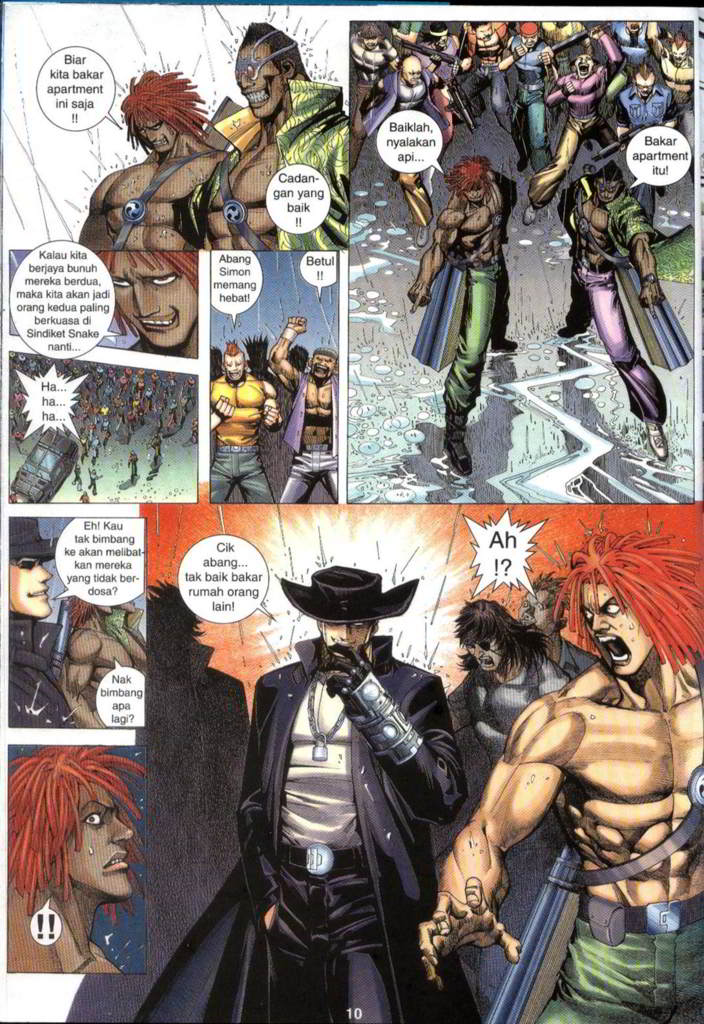 Biar
kita bakar
apartment
ini saja
!!
Cadan-
gan yang
baik
!!
Baiklah,
nyalakan
api...
Bakar
apartment
itu!
Kalau kita
berjaya bunuh
mereka berdua,
maka kita akan jadi
orang kedua paling
berkuasa di
Sindiket Snake
nanti...
Ha...
ha...
ha...
Abang
Simon
memang
hebat!
Betul
!!
Eh! Kau
tak bimbang
ke akan melibat-
kan mereka
yang tidak ber-
dosa?
Nak
bimbang
apa
lagi?
Cik
abang...
tak baik bakar
rumah orang
lain!
Ah
!?
!!
10